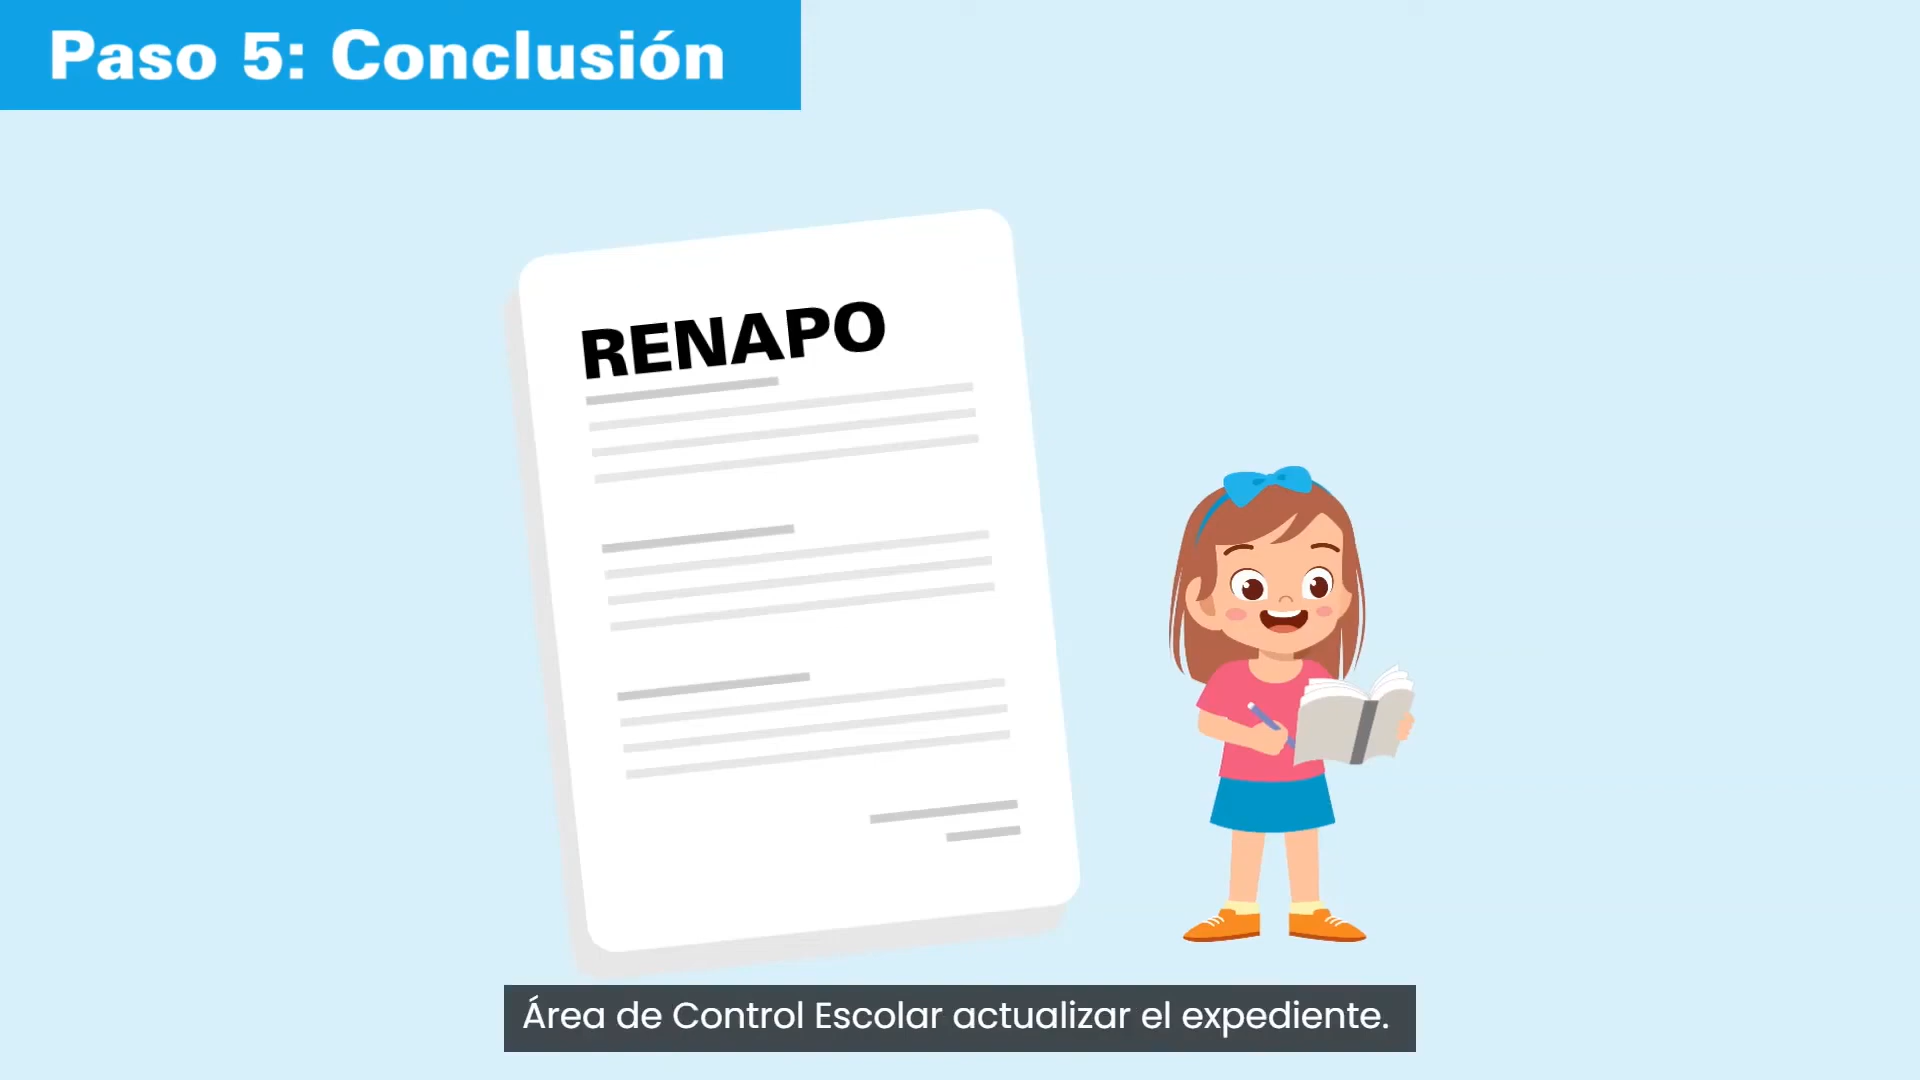 Paso 5: Conclusión
RENAPO
Área de Control Escolar actualizar el expediente.